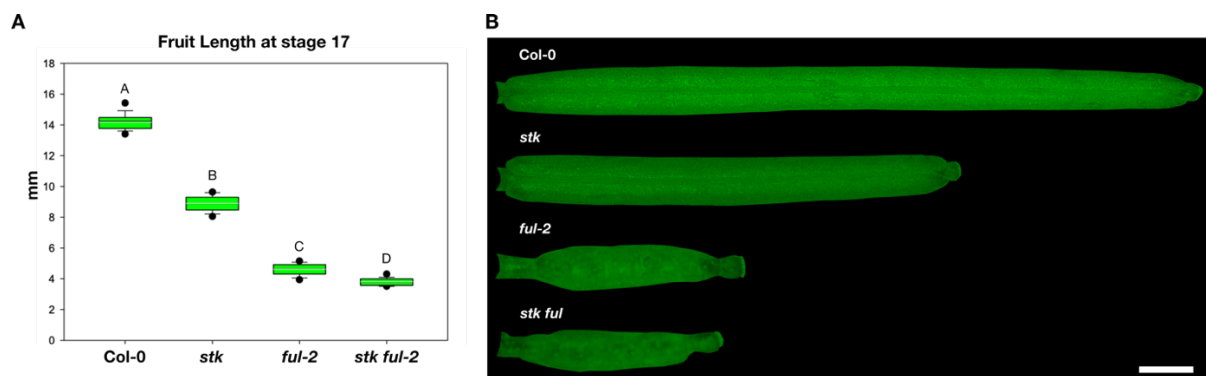 A
Fruit Length at stage 17
mm
18
16
14
12
10
8
6
4
2
0
A
B
C
D
Col-0
stk
ful-2
stk ful-2
B
Col-0
stk
ful-2
stk ful